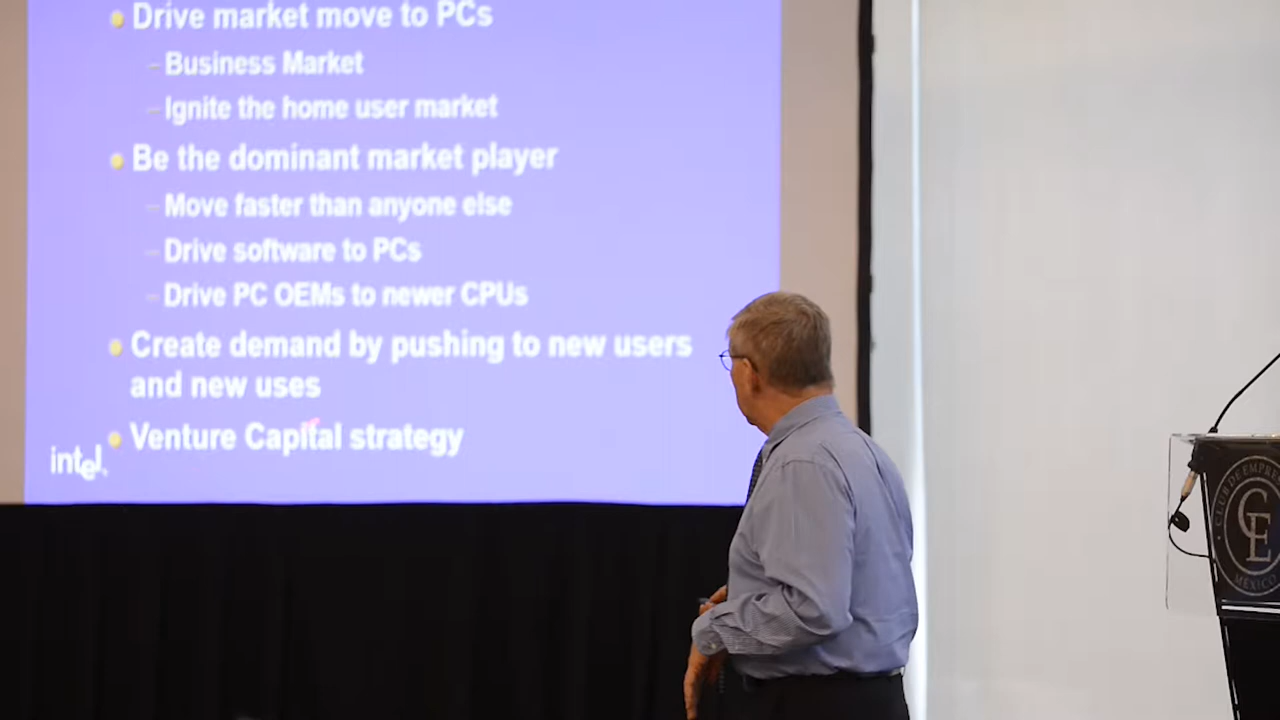 Drive market move to PCs
– Business Market
– Ignite the home user market
Be the dominant market player
– Move faster than anyone else
– Drive software to PCs
– Drive PC OEMs to newer CPUs
Create demand by pushing to new users
and new uses
Venture Capital strategy
intel
CE
MÉXICO